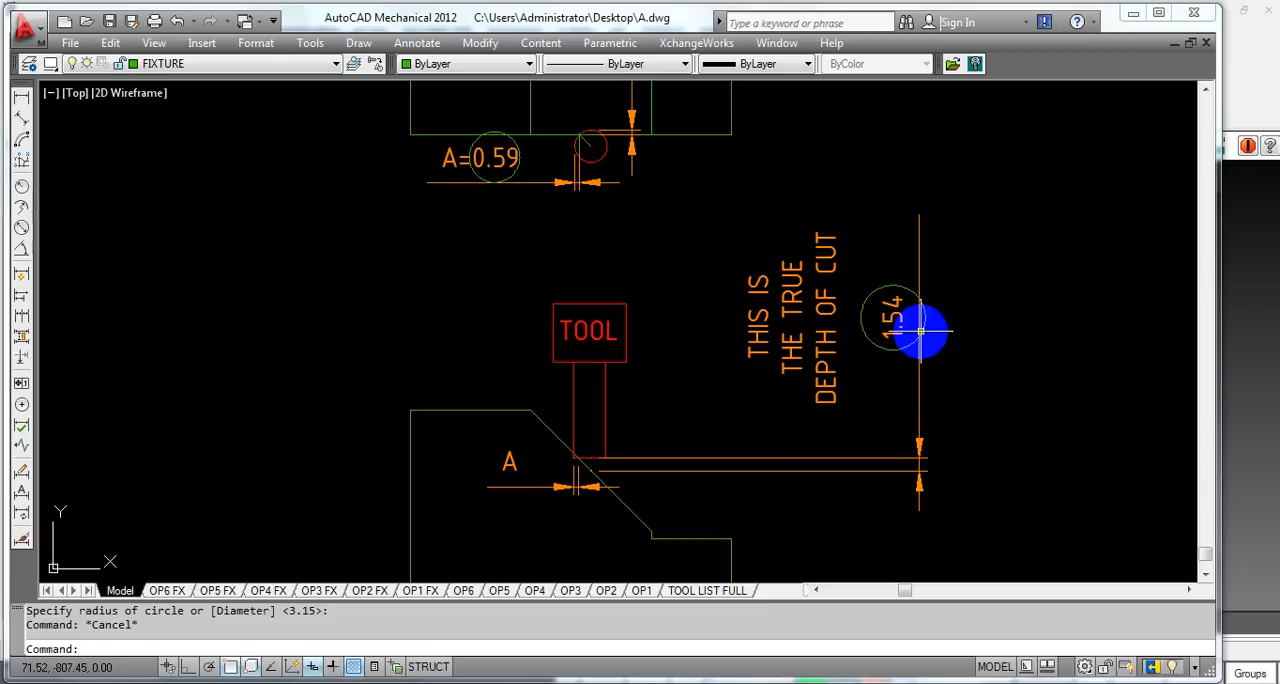 AutoCAD Mechanical 2012 C:\Users\Administrator\Desktop\A.dwg
Type a keyword or phrase
Sign In
M
File Edit View Insert Format Tools Draw Annotate Modify Content Parametric XchangeWorks Window Help
FIXTURE
ByLayer
ByLayer
ByLayer
ByColor
[−] [Top] [2D Wireframe]
A=0.59
THIS IS
THE TRUE
DEPTH OF CUT
1.54
TOOL
A
Y
X
Model OP6 FX OP5 FX OP4 FX OP3 FX OP2 FX OP1 FX OP6 OP5 OP4 OP3 OP2 OP1 TOOL LIST FULL
Specify radius of circle or [Diameter] <3.15>:
Command: *Cancel*
Command:
71.52, -807.45, 0.00
STRUCT
MODEL
Groups